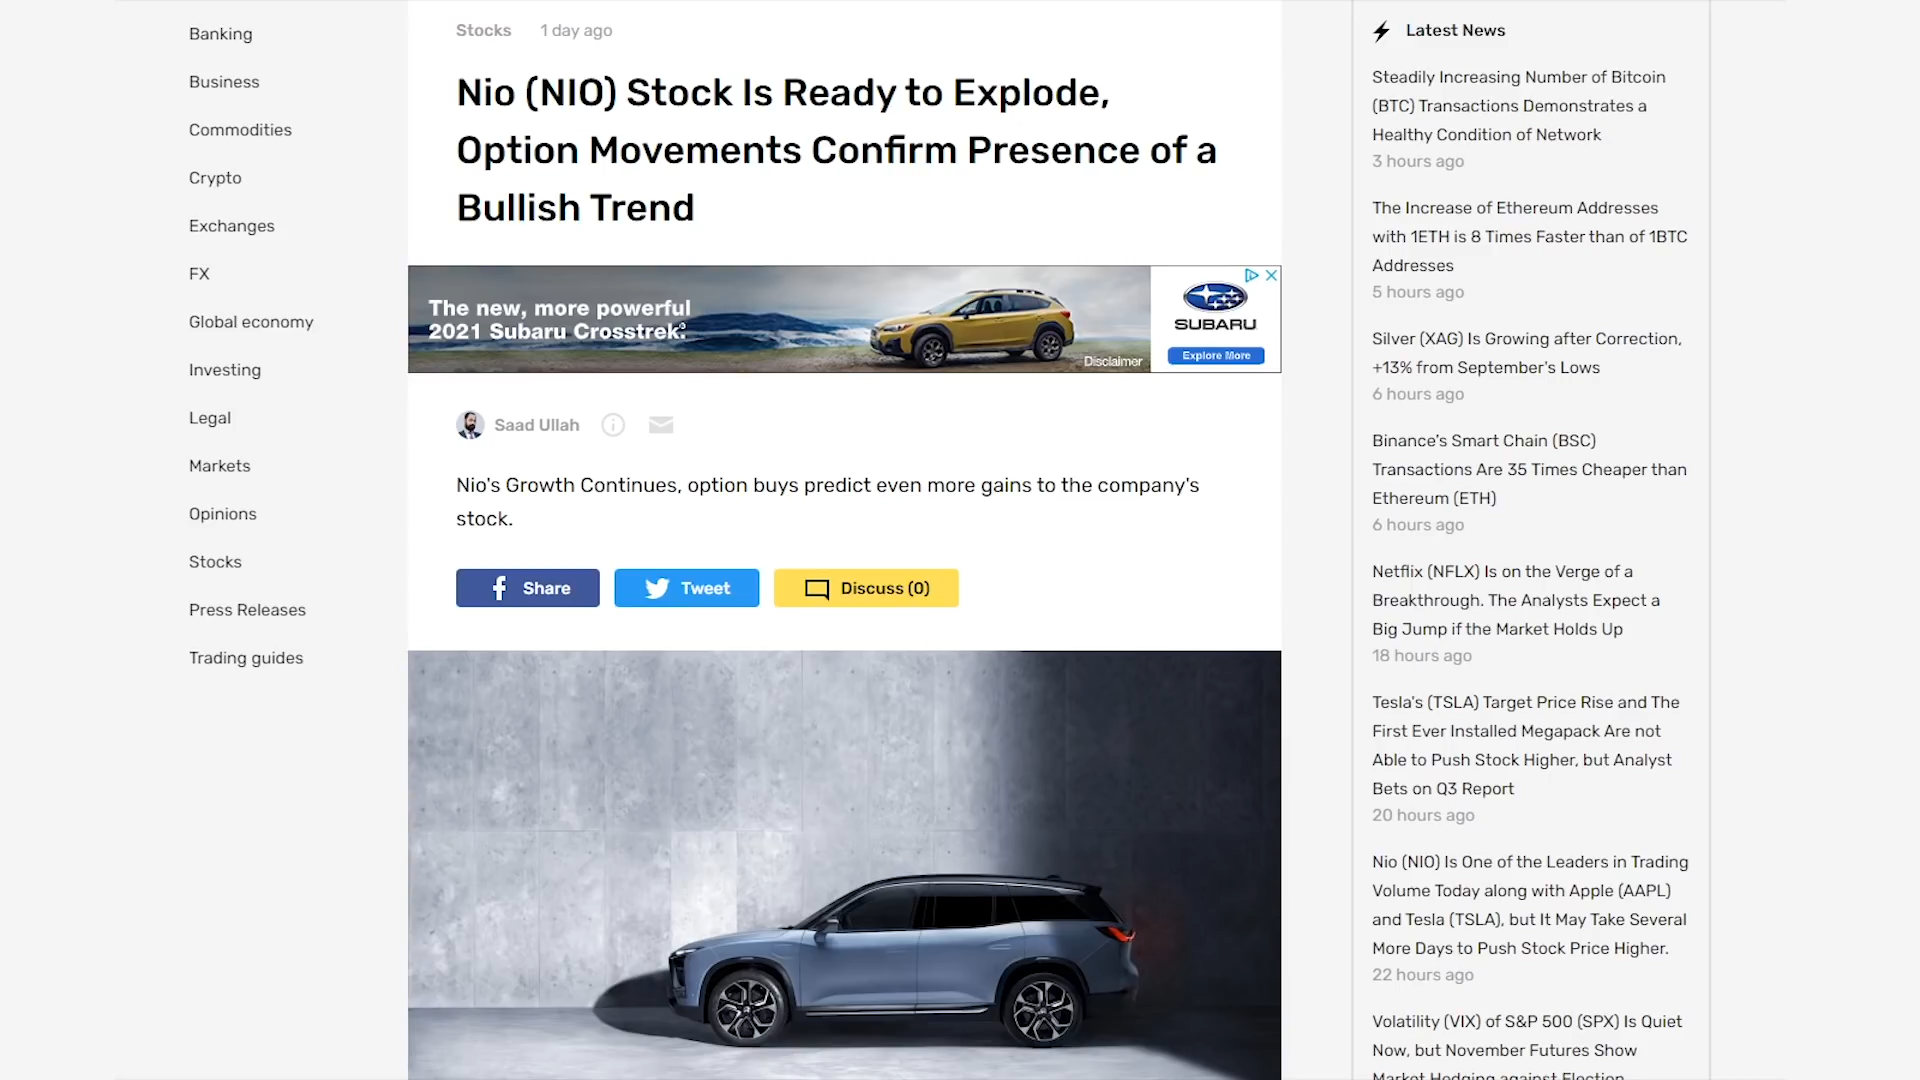 Banking
Business
Commodities
Crypto
Exchanges
FX
Global economy
Investing
Legal
Markets
Opinions
Stocks
Press Releases
Trading guides
Stocks 1 day ago
Nio (NIO) Stock Is Ready to Explode,
Option Movements Confirm Presence of a
Bullish Trend
The new, more powerful
2021 Subaru Crosstrek®
Disclaimer
SUBARU
Explore More
Saad Ullah
Nio's Growth Continues, option buys predict even more gains to the company's
stock.
Share
Tweet
Discuss (0)
Latest News
Steadily Increasing Number of Bitcoin
(BTC) Transactions Demonstrates a
Healthy Condition of Network
3 hours ago
The Increase of Ethereum Addresses
with 1ETH is 8 Times Faster than of 1BTC
Addresses
5 hours ago
Silver (XAG) Is Growing after Correction,
+13% from September's Lows
6 hours ago
Binance's Smart Chain (BSC)
Transactions Are 35 Times Cheaper than
Ethereum (ETH)
6 hours ago
Netflix (NFLX) Is on the Verge of a
Breakthrough. The Analysts Expect a
Big Jump if the Market Holds Up
18 hours ago
Tesla's (TSLA) Target Price Rise and The
First Ever Installed Megapack Are not
Able to Push Stock Higher, but Analyst
Bets on Q3 Report
20 hours ago
Nio (NIO) Is One of the Leaders in Trading
Volume Today along with Apple (AAPL)
and Tesla (TSLA), but It May Take Several
More Days to Push Stock Price Higher.
22 hours ago
Volatility (VIX) of S&P 500 (SPX) Is Quiet
Now, but November Futures Show
Market Hedging against Election